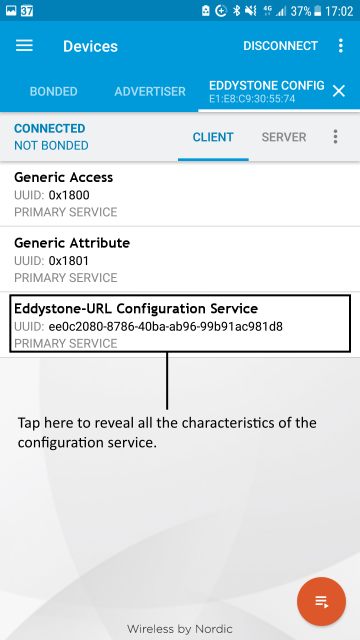 37 4G 37% 17:02
Devices DISCONNECT
BONDED ADVERTISER EDDYSTONE CONFIG
E1:E8:C9:30:55:74
CONNECTED
NOT BONDED
CLIENT SERVER
Generic Access
UUID: 0x1800
PRIMARY SERVICE
Generic Attribute
UUID: 0x1801
PRIMARY SERVICE
Eddystone-URL Configuration Service
UUID: ee0c2080-8786-40ba-ab96-99b91ac981d8
PRIMARY SERVICE
Tap here to reveal all the characteristics of the
configuration service.
Wireless by Nordic